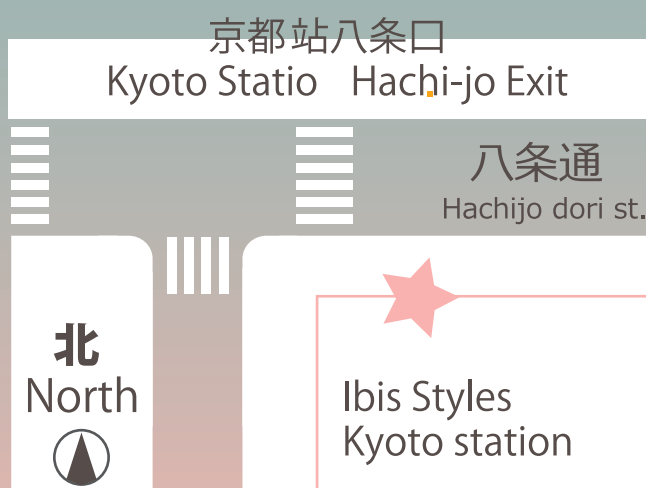 京都站八条口
Kyoto Statio Hachi-jo Exit
八条通
Hachijo dori st.
北
North
Ibis Styles
Kyoto station